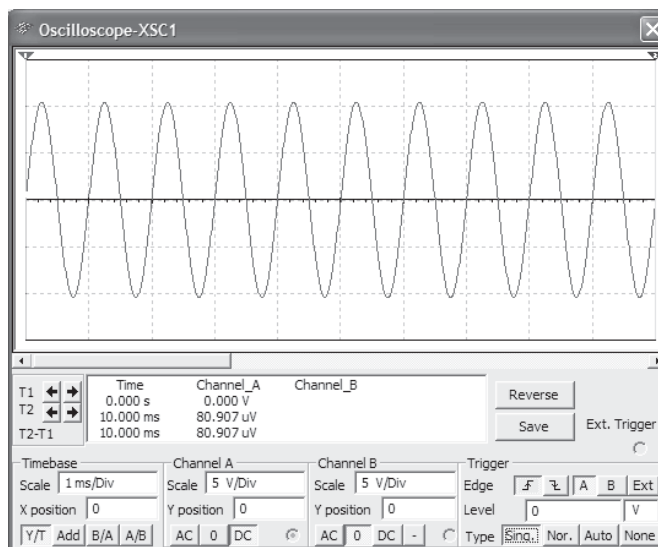 Oscilloscope-XSC1
Time Channel_A Channel_B
T1 0.000 s 0.000 V
T2 10.000 ms 80.907 uV
T2-T1 10.000 ms 80.907 uV
Reverse
Save
Ext. Trigger
Timebase
Scale 1 ms/Div
X position 0
Y/T Add B/A A/B
Channel A
Scale 5 V/Div
Y position 0
AC 0 DC
Channel B
Scale 5 V/Div
Y position 0
AC 0 DC -
Trigger
Edge A B Ext
Level 0 V
Type Sing. Nor. Auto None